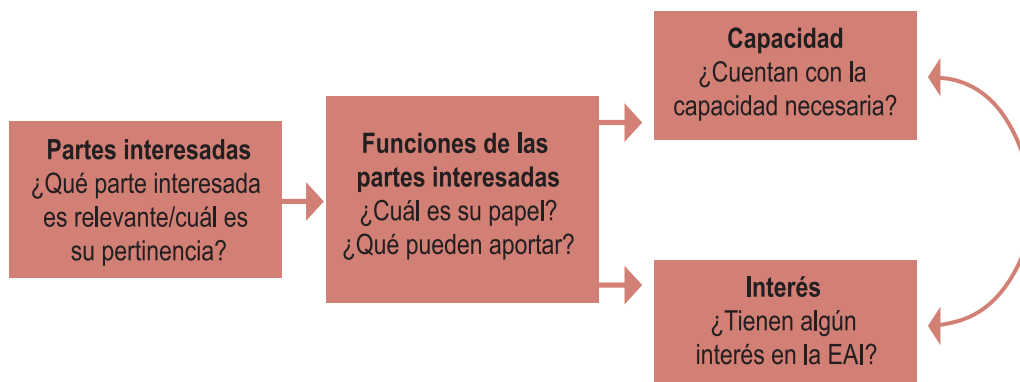 Partes interesadas
¿Qué parte interesada
es relevante/cuál es
su pertinencia?
Funciones de las
partes interesadas
¿Cuál es su papel?
¿Qué pueden aportar?
Capacidad
¿Cuentan con la
capacidad necesaria?
Interés
¿Tienen algún
interés en la EAI?